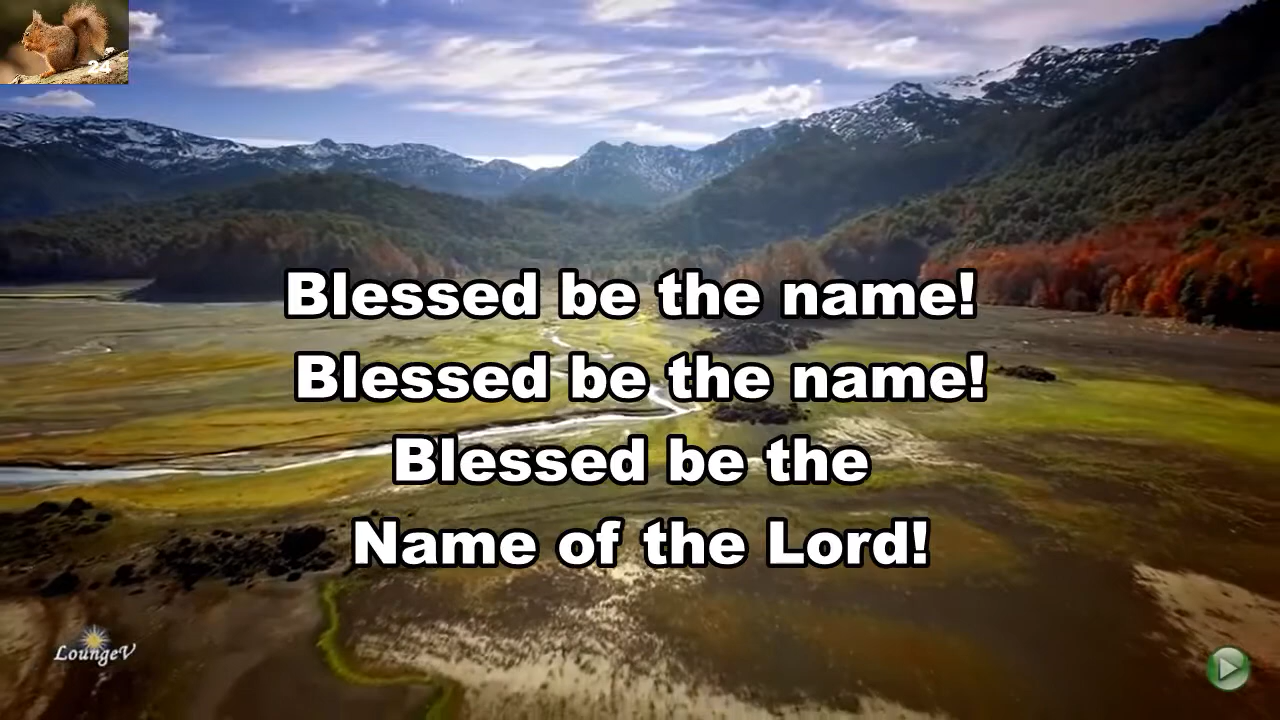 24
Blessed be the name!
Blessed be the name!
Blessed be the
Name of the Lord!
LoungeV